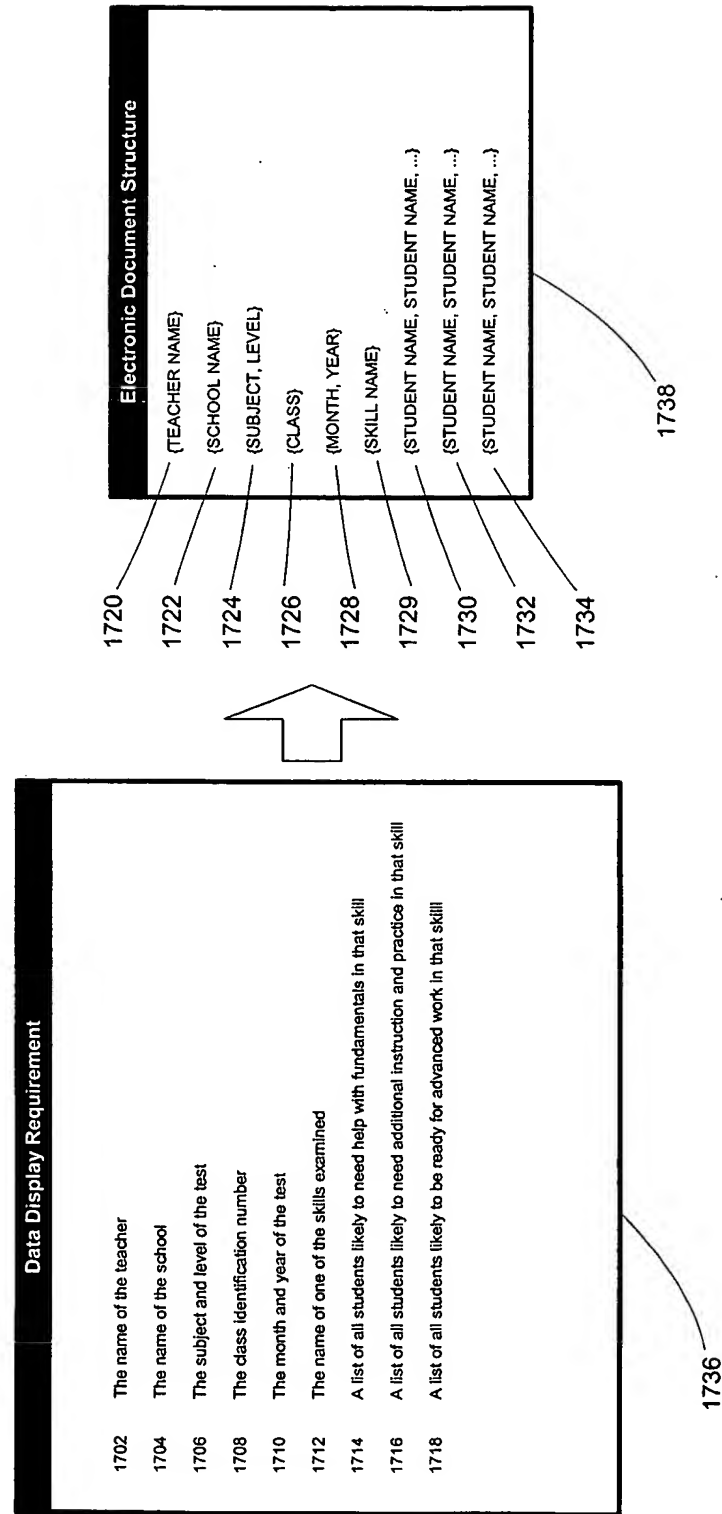 Data Display Requirement
1702 The name of the teacher
1704 The name of the school
1706 The subject and level of the test
1708 The class identification number
1710 The month and year of the test
1712 The name of one of the skills examined
1714 A list of all students likely to need help with fundamentals in that skill
1716 A list of all students likely to need additional instruction and practice in that skill
1718 A list of all students likely to be ready for advanced work in that skill
1736
Electronic Document Structure
1720 {TEACHER NAME}
1722 {SCHOOL NAME}
1724 {SUBJECT, LEVEL}
1726 {CLASS}
1728 {MONTH, YEAR}
1729 {SKILL NAME}
1730 {STUDENT NAME, STUDENT NAME, ...}
1732 {STUDENT NAME, STUDENT NAME, ...}
1734 {STUDENT NAME, STUDENT NAME, ...}
1738